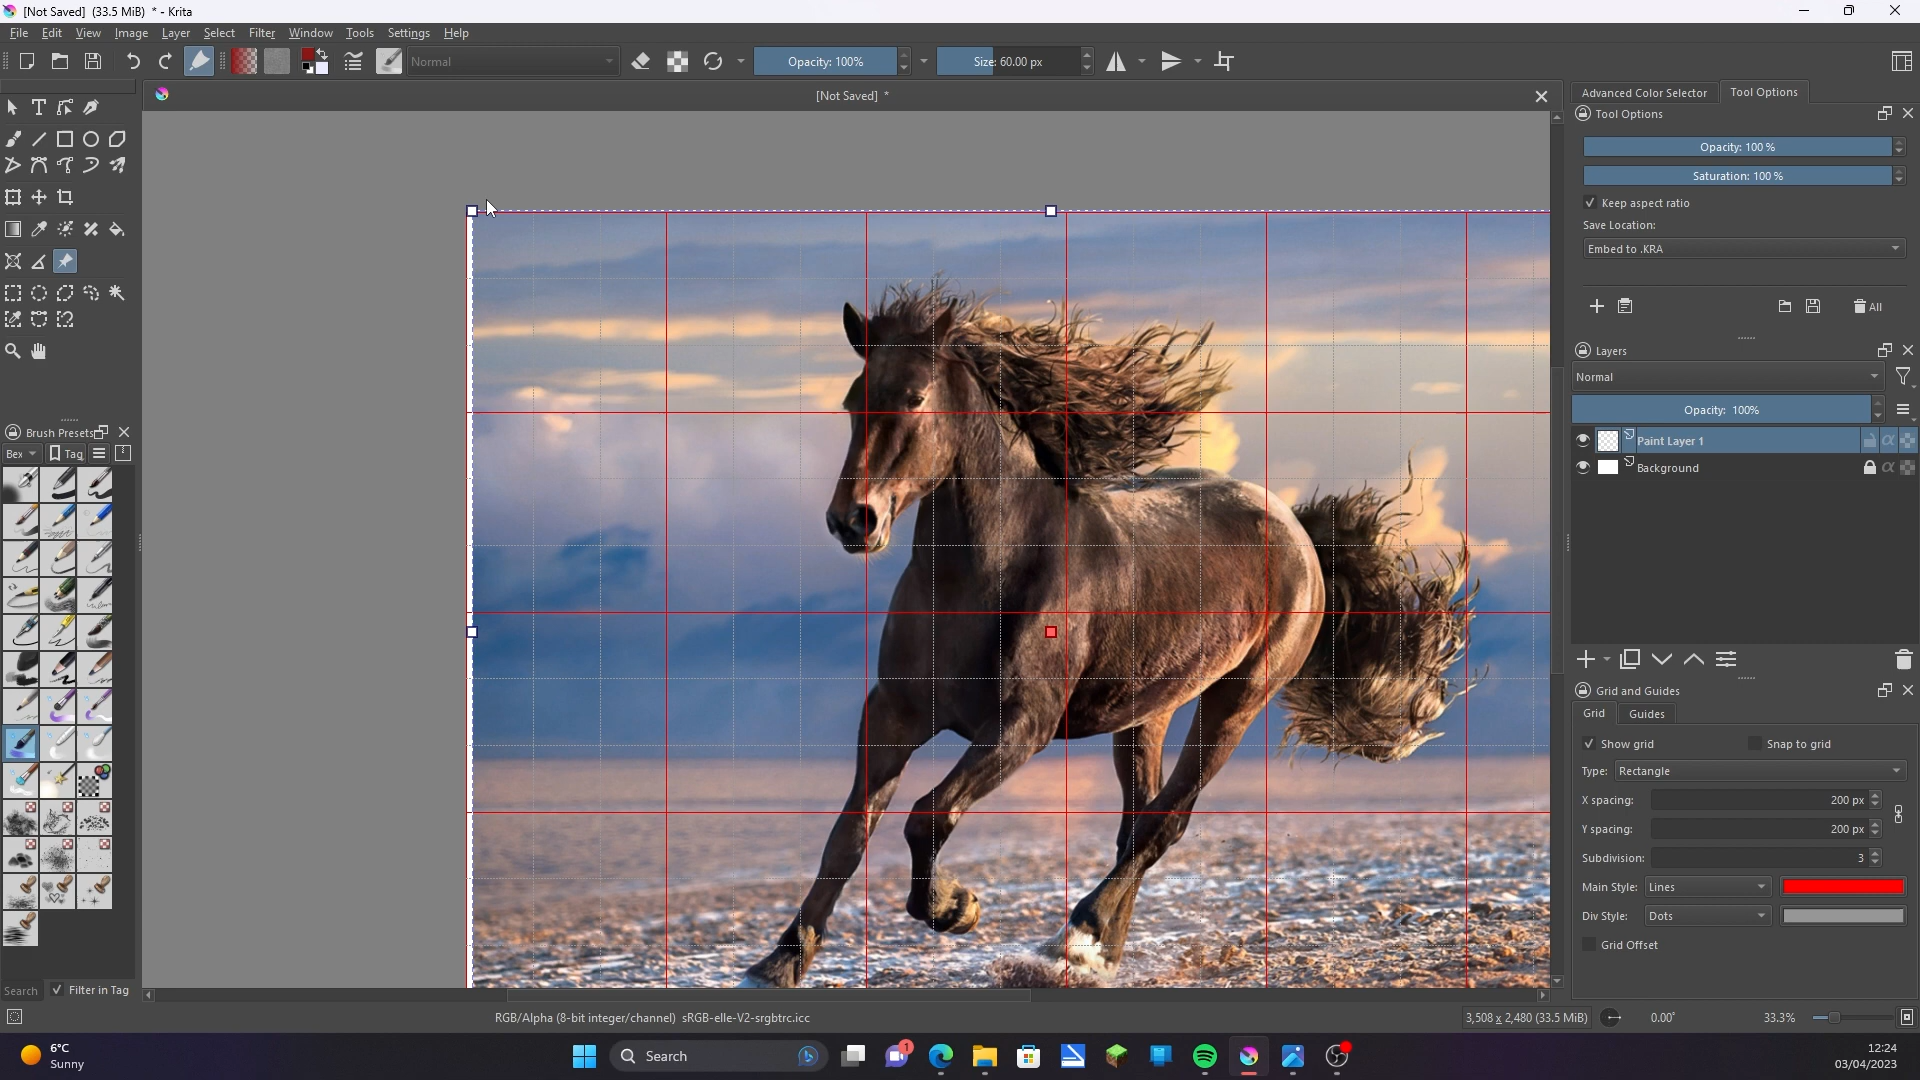 [Not Saved] (33.5 MiB) * - Krita
File Edit View Image Layer Select Filter Window Tools Settings Help
Normal
Opacity: 100%
Size: 60.00 px
[Not Saved] *
Advanced Color Selector
Tool Options
Tool Options
Opacity: 100 %
Saturation: 100 %
Keep aspect ratio
Save Location:
Embed to .KRA
All
Layers
Normal
Opacity: 100%
Paint Layer 1
Background
Brush Presets
Bex
Tag
Grid and Guides
Grid
Guides
Show grid
Snap to grid
Type: Rectangle
X spacing: 200 px
Y spacing: 200 px
Subdivision: 3
Main Style: Lines
Div Style: Dots
Grid Offset
Search
Filter in Tag
RGB/Alpha (8-bit integer/channel) sRGB-elle-V2-srgbtrc.icc
3,508 x 2,480 (33.5 MiB)
0.00°
33.3%
6°C
Sunny
Search
1
12:24
03/04/2023